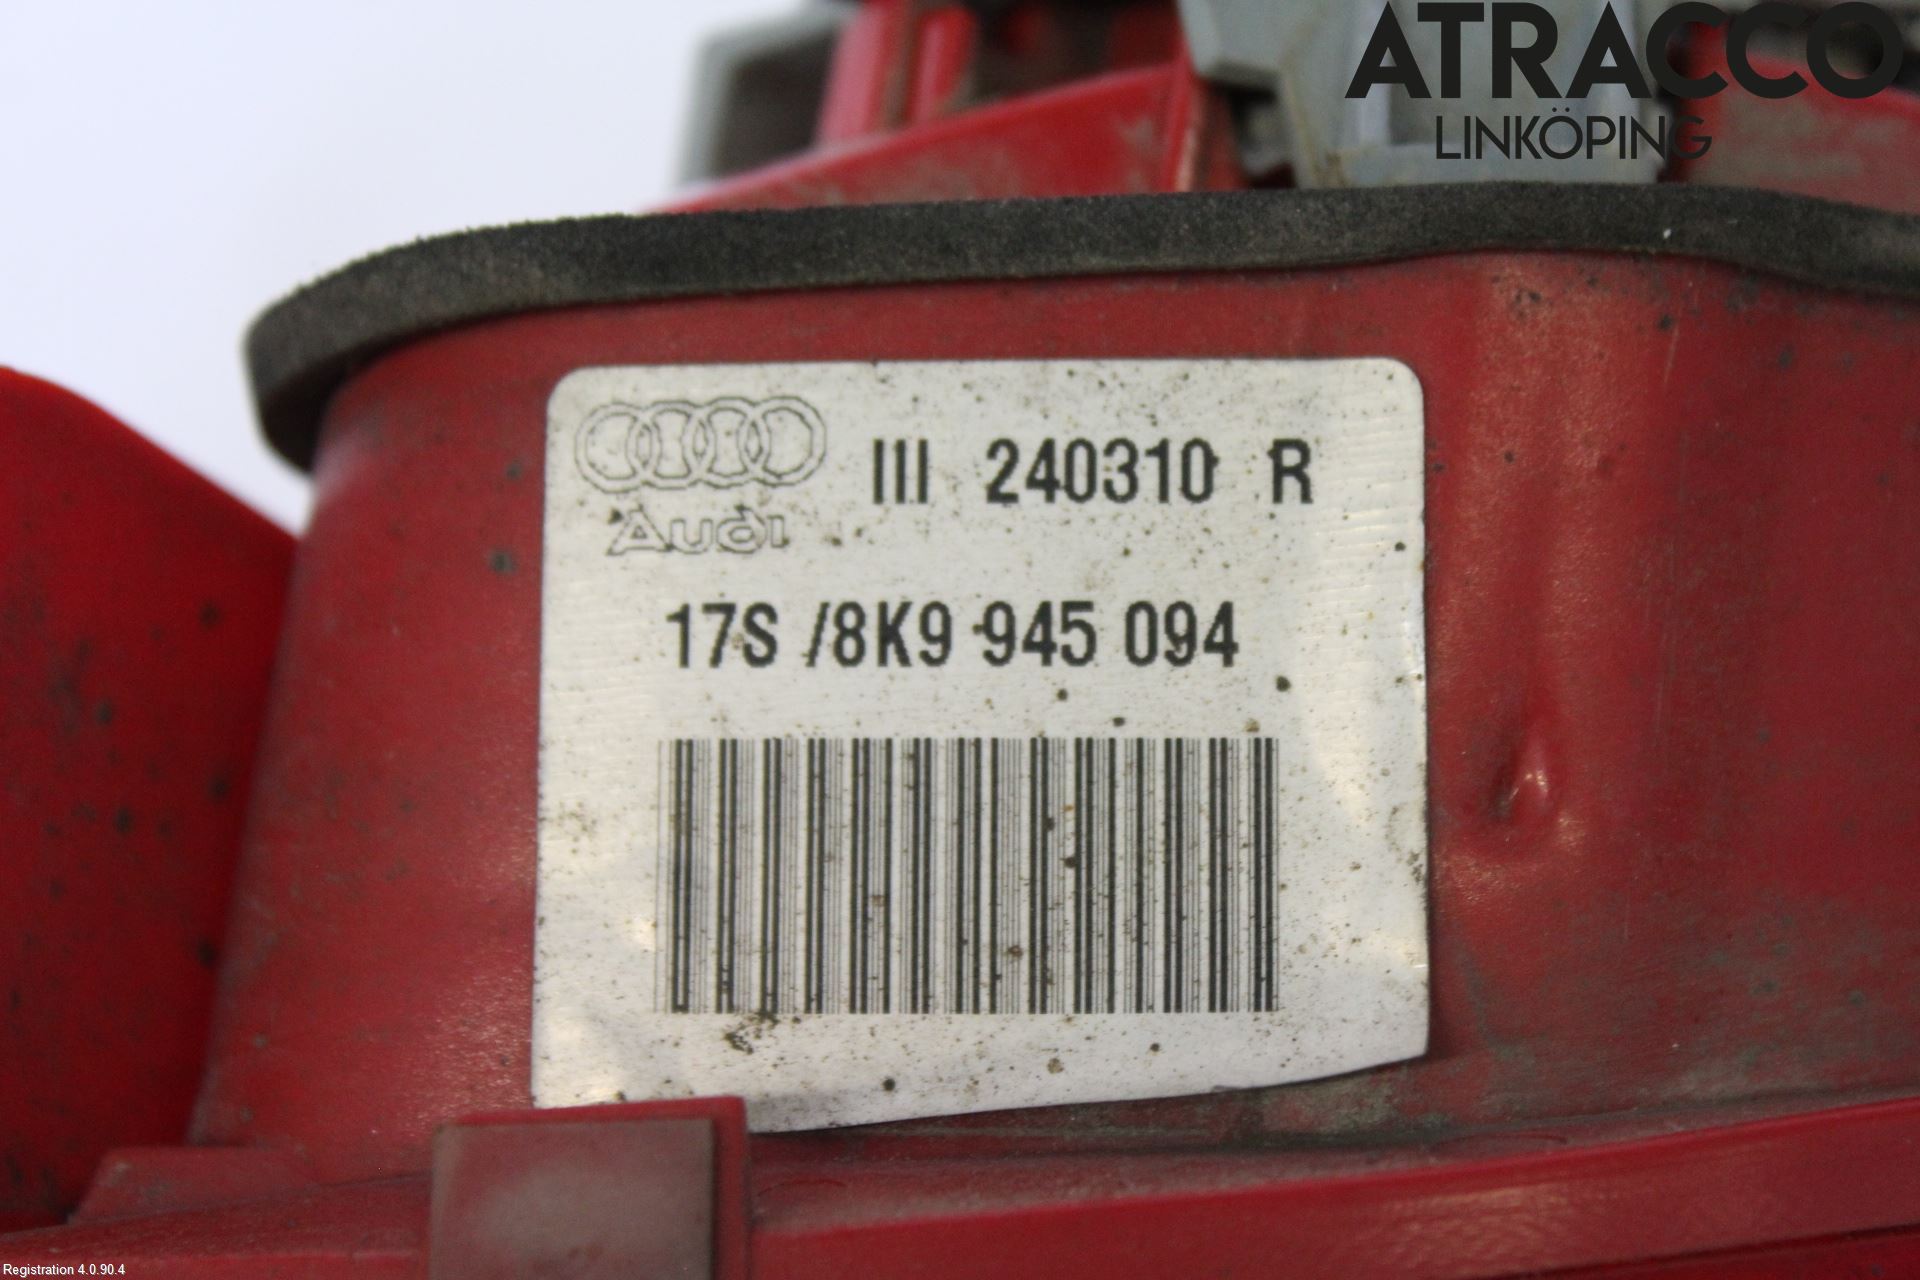 ATRACCO
LINKÖPING
III 240310 R
Audi
17S /8K9 945 094
Registration 4.0.90.4